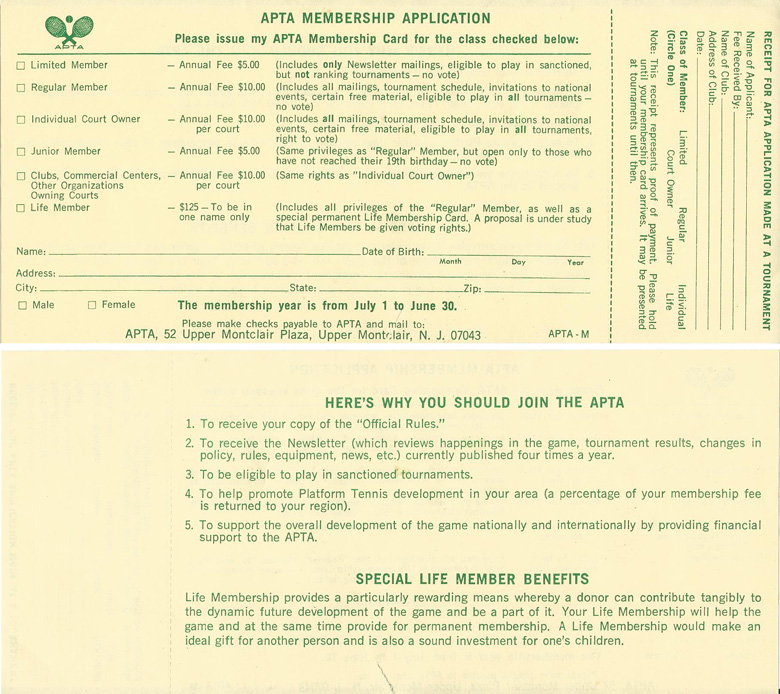 APTA
APTA MEMBERSHIP APPLICATION
Please issue my APTA Membership Card for the class checked below:
☐ Limited Member — Annual Fee $5.00 (Includes only Newsletter mailings, eligible to play in sanctioned,
but not ranking tournaments — no vote)
☐ Regular Member — Annual Fee $10.00 (Includes all mailings, tournament schedule, invitations to national
events, certain free material, eligible to play in all tournaments —
no vote)
☐ Individual Court Owner — Annual Fee $10.00 (Includes all mailings, tournament schedule, invitations to national
per court events, certain free material, eligible to play in all tournaments,
right to vote)
☐ Junior Member — Annual Fee $5.00 (Same privileges as "Regular" Member, but open only to those who
have not reached their 19th birthday — no vote)
☐ Clubs, Commercial Centers, — Annual Fee $10.00 (Same rights as "Individual Court Owner")
Other Organizations per court
Owning Courts
☐ Life Member — $125 — To be in (Includes all privileges of the "Regular" Member, as well as a
one name only special permanent Life Membership Card. A proposal is under study
that Life Members be given voting rights.)
Name: Date of Birth:
Month Day Year
Address:
City: State: Zip:
☐ Male ☐ Female The membership year is from July 1 to June 30.
Please make checks payable to APTA and mail to:
APTA, 52 Upper Montclair Plaza, Upper Montclair, N. J. 07043 APTA - M
RECEIPT FOR APTA APPLICATION MADE AT A TOURNAMENT
Name of Applicant:
Fee Received By:
Name of Club:
Address of Club:
Date:
Class of Member: Limited Regular Individual
(Circle One) Court Owner Junior Life
Note: This receipt represents proof of payment. Please hold
until your membership card arrives. It may be presented
at tournaments until then.
HERE'S WHY YOU SHOULD JOIN THE APTA
1. To receive your copy of the "Official Rules."
2. To receive the Newsletter (which reviews happenings in the game, tournament results, changes in
policy, rules, equipment, news, etc.) currently published four times a year.
3. To be eligible to play in sanctioned tournaments.
4. To help promote Platform Tennis development in your area (a percentage of your membership fee
is returned to your region).
5. To support the overall development of the game nationally and internationally by providing financial
support to the APTA.
SPECIAL LIFE MEMBER BENEFITS
Life Membership provides a particularly rewarding means whereby a donor can contribute tangibly to
the dynamic future development of the game and be a part of it. Your Life Membership will help the
game and at the same time provide for permanent membership. A Life Membership would make an
ideal gift for another person and is also a sound investment for one's children.